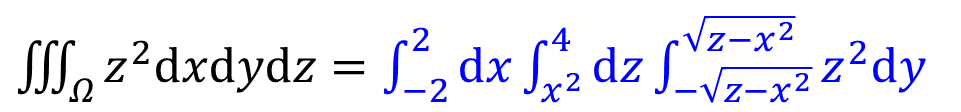 ∭_Ω z²dxdydz = ∫_{-2}^{2} dx ∫_{x²}^{4} dz ∫_{-√(z-x²)}^{√(z-x²)} z²dy